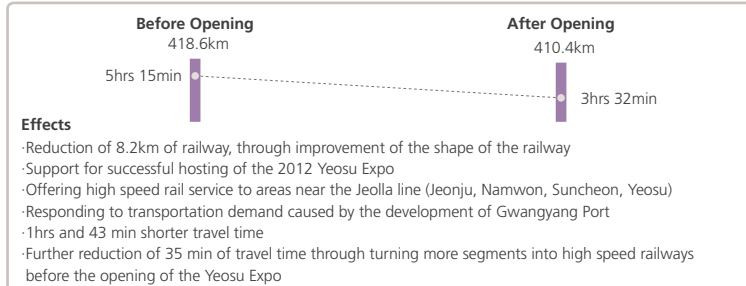 Before Opening
418.6km
After Opening
410.4km
5hrs 15min
3hrs 32min
Effects
·Reduction of 8.2km of railway, through improvement of the shape of the railway
·Support for successful hosting of the 2012 Yeosu Expo
·Offering high speed rail service to areas near the Jeolla line (Jeonju, Namwon, Suncheon, Yeosu)
·Responding to transportation demand caused by the development of Gwangyang Port
·1hrs and 43 min shorter travel time
·Further reduction of 35 min of travel time through turning more segments into high speed railways
before the opening of the Yeosu Expo